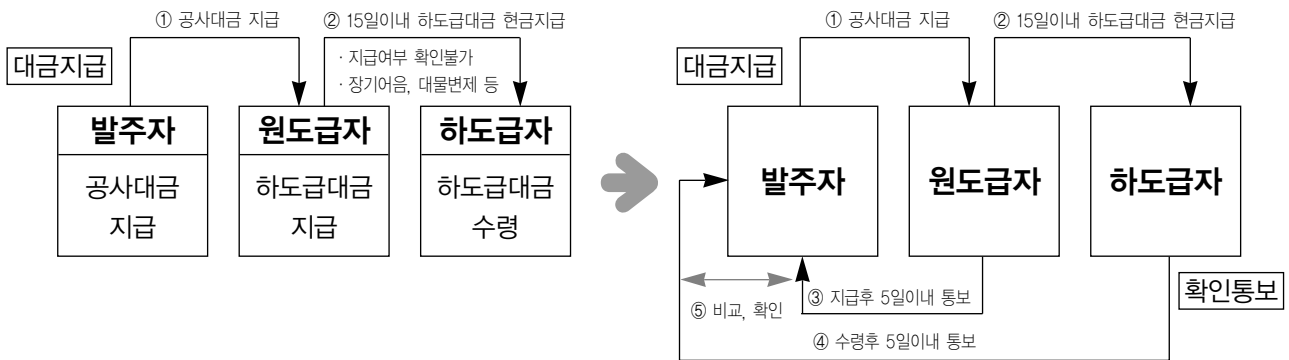 ① 공사대금 지급
② 15일이내 하도급대금 현금지급
대금지급
· 지급여부 확인불가
· 장기어음, 대물변제 등
발주자
공사대금
지급
원도급자
하도급대금
지급
하도급자
하도급대금
수령
① 공사대금 지급
② 15일이내 하도급대금 현금지급
대금지급
발주자
원도급자
하도급자
확인통보
③ 지급후 5일이내 통보
⑤ 비교, 확인
④ 수령후 5일이내 통보